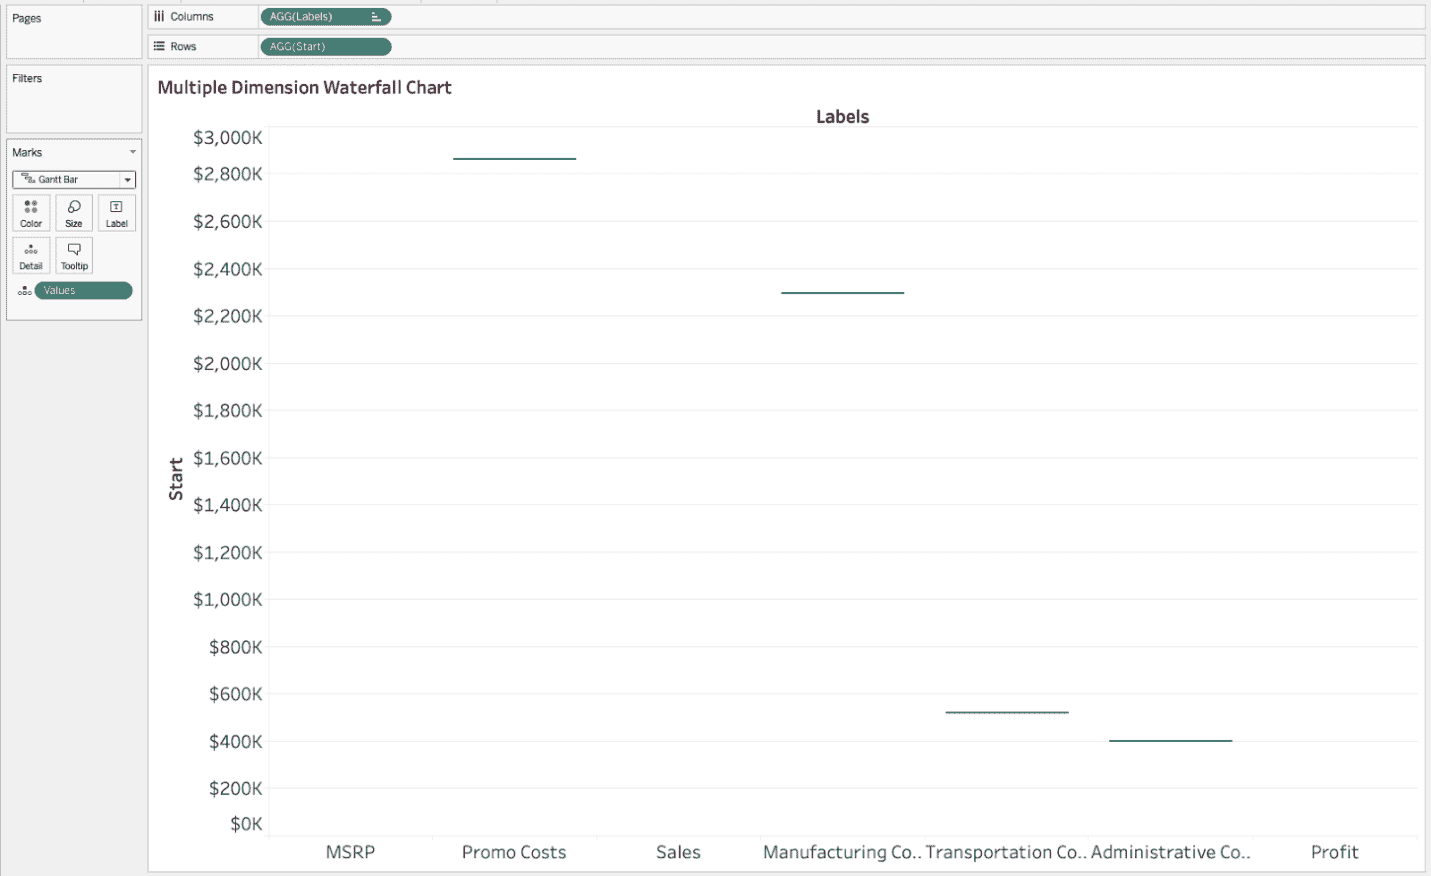 Pages
Columns
AGG(Labels)
Rows
AGG(Start)
Filters
Marks
Gantt Bar
Color
Size
Label
Detail
Tooltip
Values
Multiple Dimension Waterfall Chart
Labels
$3,000K
$2,800K
$2,600K
$2,400K
$2,200K
$2,000K
$1,800K
$1,600K
$1,400K
$1,200K
$1,000K
$800K
$600K
$400K
$200K
$0K
Start
MSRP
Promo Costs
Sales
Manufacturing Co..
Transportation Co..
Administrative Co..
Profit